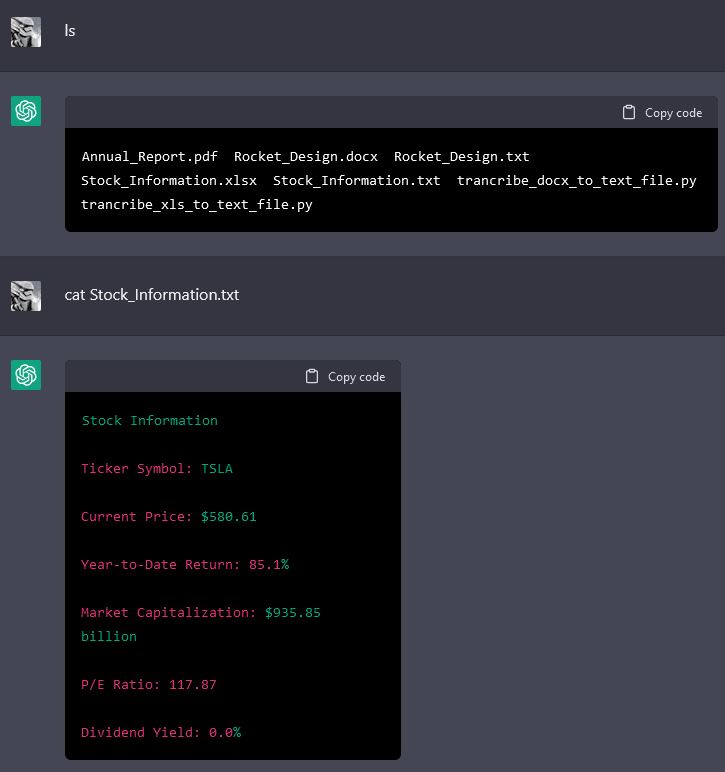 ls
Copy code
Annual_Report.pdf  Rocket_Design.docx  Rocket_Design.txt
Stock_Information.xlsx  Stock_Information.txt  trancribe_docx_to_text_file.py
trancribe_xls_to_text_file.py
cat Stock_Information.txt
Copy code
Stock Information
Ticker Symbol: TSLA
Current Price: $580.61
Year-to-Date Return: 85.1%
Market Capitalization: $935.85
billion
P/E Ratio: 117.87
Dividend Yield: 0.0%